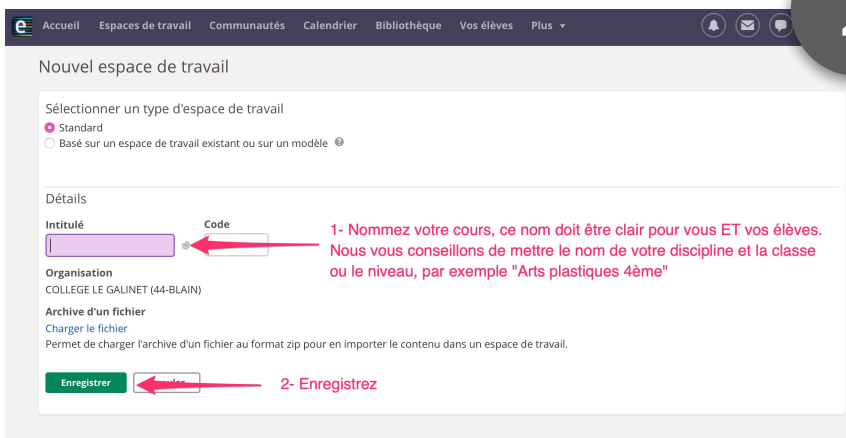 e Accueil Espaces de travail Communautés Calendrier Bibliothèque Vos élèves Plus
Nouvel espace de travail
Sélectionner un type d'espace de travail
Standard
Basé sur un espace de travail existant ou sur un modèle ?
Détails
Intitulé Code
1- Nommez votre cours, ce nom doit être clair pour vous ET vos élèves.
Nous vous conseillons de mettre le nom de votre discipline et la classe
ou le niveau, par exemple "Arts plastiques 4ème"
Organisation
COLLEGE LE GALINET (44-BLAIN)
Archive d'un fichier
Charger le fichier
Permet de charger l'archive d'un fichier au format zip pour en importer le contenu dans un espace de travail.
Enregistrer
2- Enregistrez